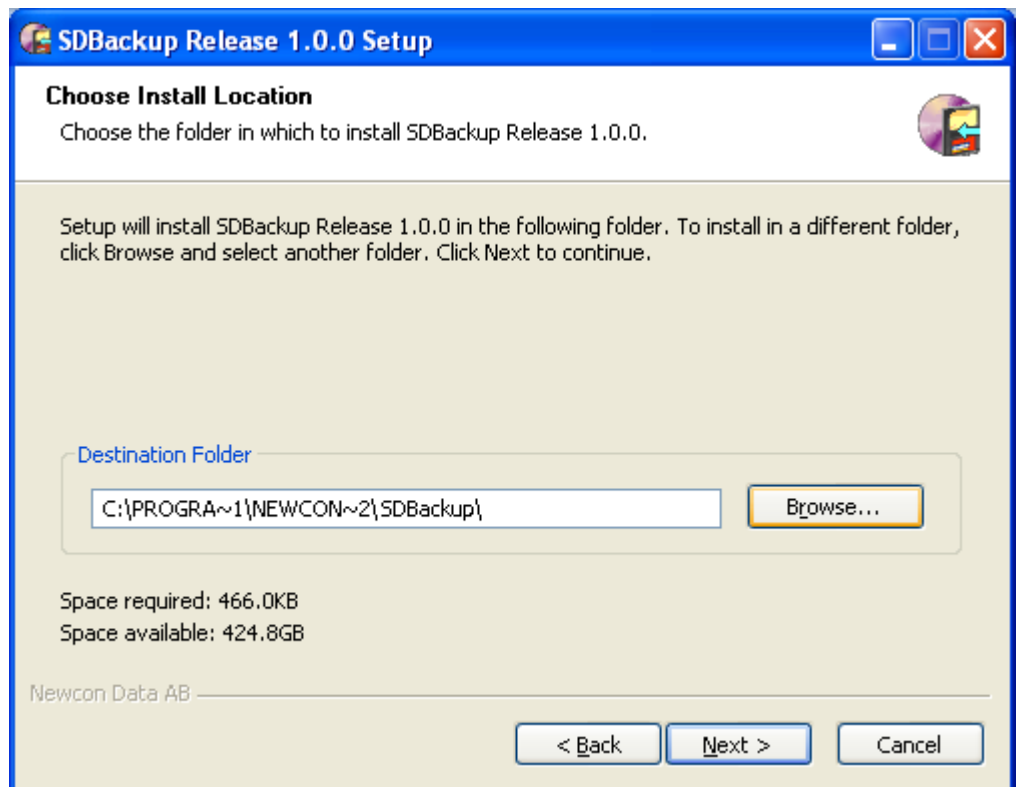 SDBackup Release 1.0.0 Setup
Choose Install Location
Choose the folder in which to install SDBackup Release 1.0.0.
Setup will install SDBackup Release 1.0.0 in the following folder. To install in a different folder,
click Browse and select another folder. Click Next to continue.
Destination Folder
C:\PROGRA~1\NEWCON~2\SDBackup\
Browse...
Space required: 466.0KB
Space available: 424.8GB
Newcon Data AB
< Back
Next >
Cancel